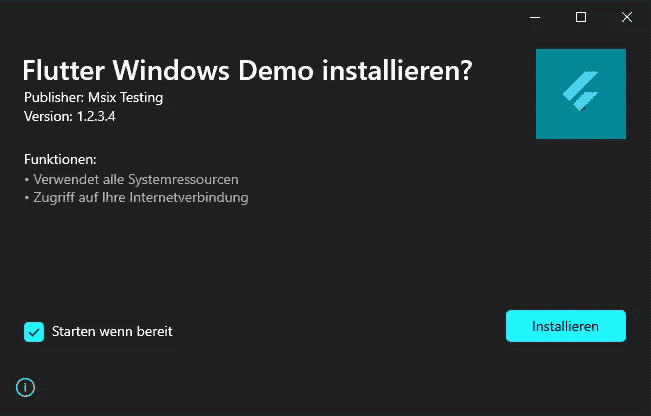 Flutter Windows Demo installieren?
Publisher: Msix Testing
Version: 1.2.3.4
Funktionen:
• Verwendet alle Systemressourcen
• Zugriff auf Ihre Internetverbindung
Starten wenn bereit
Installieren